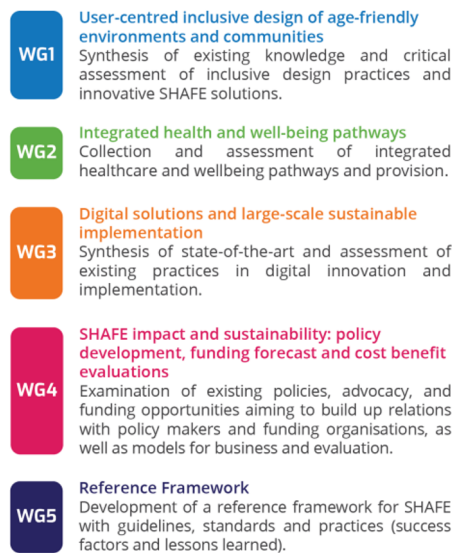 WG1
User-centred inclusive design of age-friendly
environments and communities
Synthesis of existing knowledge and critical
assessment of inclusive design practices and
innovative SHAFE solutions.
WG2
Integrated health and well-being pathways
Collection and assessment of integrated
healthcare and wellbeing pathways and provision.
WG3
Digital solutions and large-scale sustainable
implementation
Synthesis of state-of-the-art and assessment of
existing practices in digital innovation and
implementation.
WG4
SHAFE impact and sustainability: policy
development, funding forecast and cost benefit
evaluations
Examination of existing policies, advocacy, and
funding opportunities aiming to build up relations
with policy makers and funding organisations, as
well as models for business and evaluation.
WG5
Reference Framework
Development of a reference framework for SHAFE
with guidelines, standards and practices (success
factors and lessons learned).